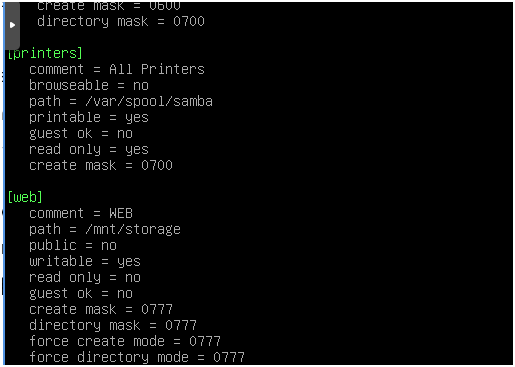 create mask = 0600
directory mask = 0700
[printers]
comment = All Printers
browseable = no
path = /var/spool/samba
printable = yes
guest ok = no
read only = yes
create mask = 0700
[web]
comment = WEB
path = /mnt/storage
public = no
writable = yes
read only = no
guest ok = no
create mask = 0777
directory mask = 0777
force create mode = 0777
force directory mode = 0777